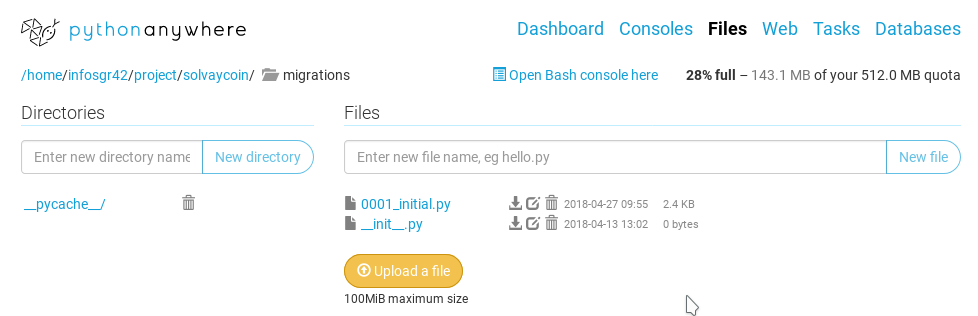 pythonanywhere
Dashboard Consoles Files Web Tasks Databases
/home/infosgr42/project/solvaycoin/ migrations
Open Bash console here
28% full – 143.1 MB of your 512.0 MB quota
Directories
Files
Enter new directory name
New directory
Enter new file name, eg hello.py
New file
__pycache__/
0001_initial.py 2018-04-27 09:55 2.4 KB
__init__.py 2018-04-13 13:02 0 bytes
Upload a file
100MiB maximum size